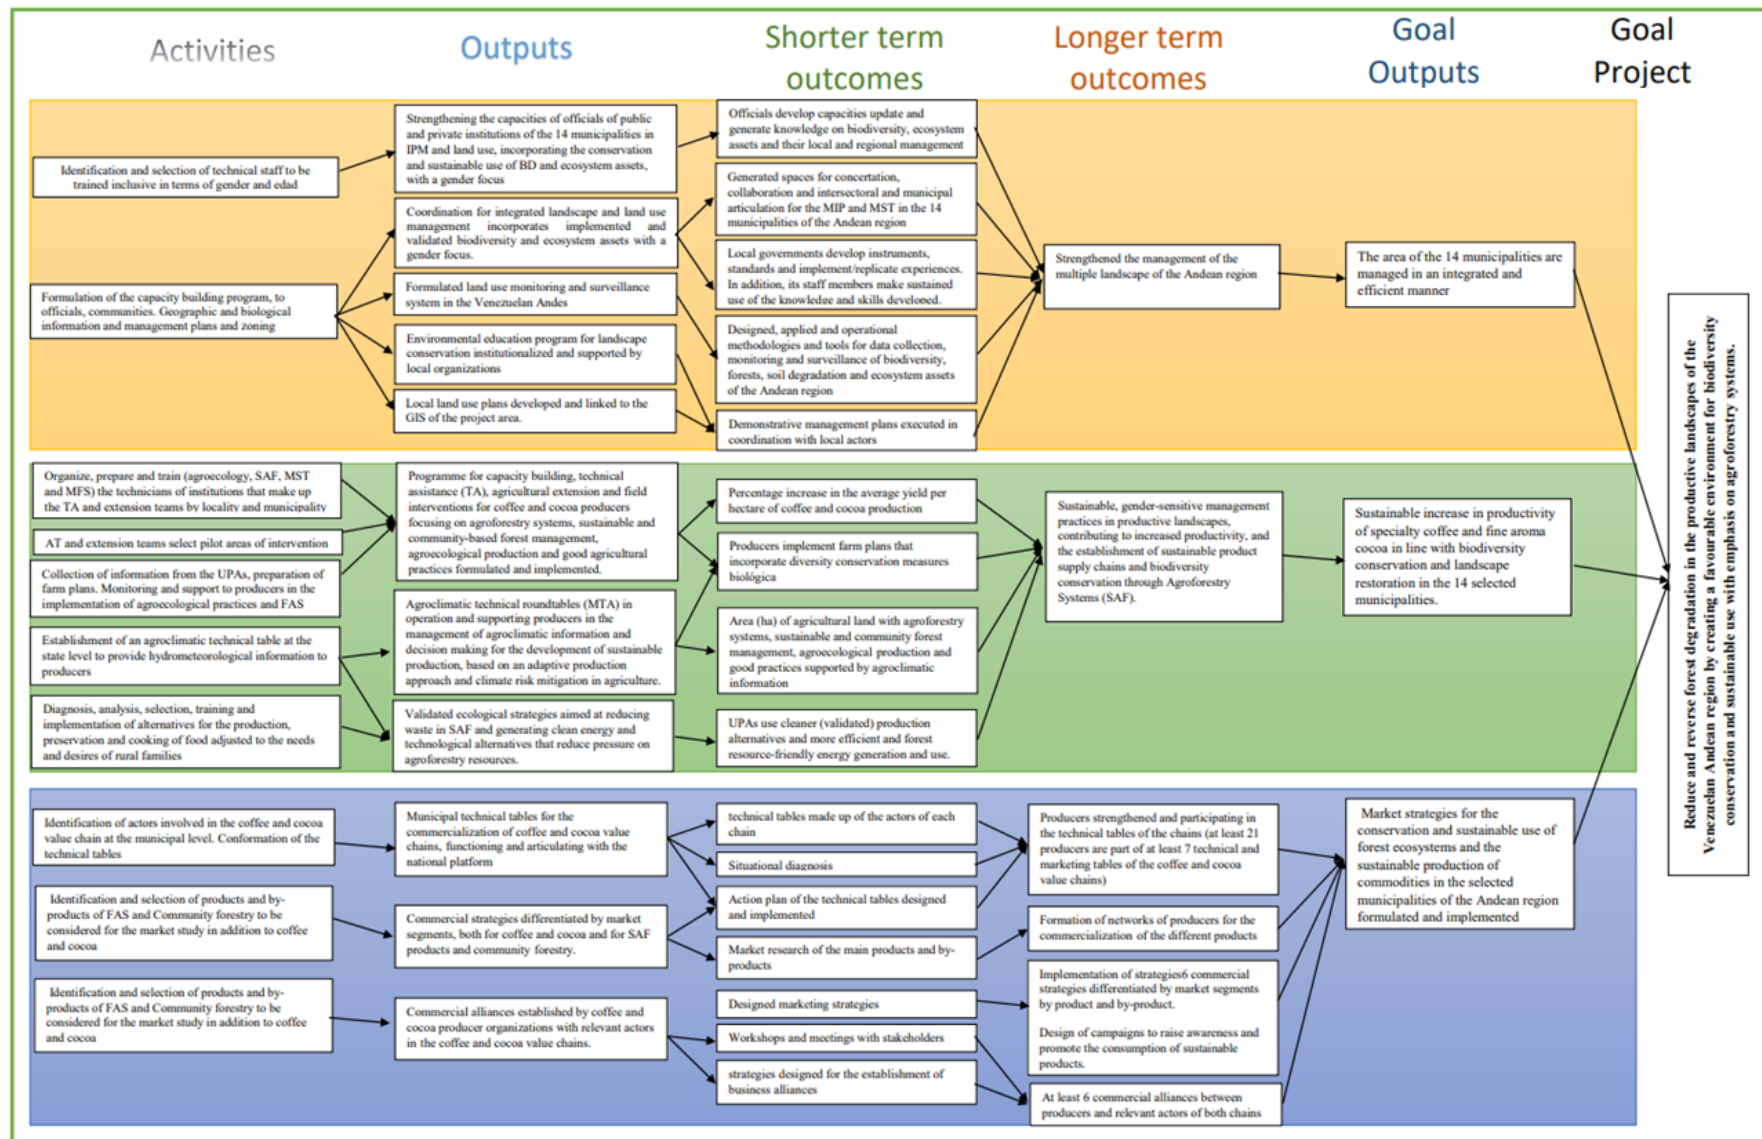 Activities
Outputs
Shorter term
outcomes
Longer term
outcomes
Goal
Outputs
Goal
Project
Identification and selection of technical staff to be
trained inclusive in terms of gender and edad
Formulation of the capacity building program, to
officials, communities. Geographic and biological
information and management plans and zoning
Strengthening the capacities of officials of public
and private institutions of the 14 municipalities in
IPM and land use, incorporating the conservation
and sustainable use of BD and ecosystem assets,
with a gender focus
Coordination for integrated landscape and land use
management incorporates implemented and
validated biodiversity and ecosystem assets with a
gender focus.
Formulated land use monitoring and surveillance
system in the Venezuelan Andes
Environmental education program for landscape
conservation institutionalized and supported by
local organizations
Local land use plans developed and linked to the
GIS of the project area.
Officials develop capacities update and
generate knowledge on biodiversity, ecosystem
assets and their local and regional management
Generated spaces for concertation,
collaboration and intersectoral and municipal
articulation for the MIP and MST in the 14
municipalities of the Andean region
Local governments develop instruments,
standards and implement/replicate experiences.
In addition, its staff members make sustained
use of the knowledge and skills developed.
Designed, applied and operational
methodologies and tools for data collection,
monitoring and surveillance of biodiversity,
forests, soil degradation and ecosystem assets
of the Andean region
Demonstrative management plans executed in
coordination with local actors
Strengthened the management of the
multiple landscape of the Andean region
The area of the 14 municipalities are
managed in an integrated and
efficient manner
Organize, prepare and train (agroecology, SAF, MST
and MFS) the technicians of institutions that make up
the TA and extension teams by locality and municipality
AT and extension teams select pilot areas of intervention
Collection of information from the UPAs, preparation of
farm plans. Monitoring and support to producers in the
implementation of agroecological practices and FAS
Establishment of an agroclimatic technical table at the
state level to provide hydrometeorological information to
producers
Diagnosis, analysis, selection, training and
implementation of alternatives for the production,
preservation and cooking of food adjusted to the needs
and desires of rural families
Programme for capacity building, technical
assistance (TA), agricultural extension and field
interventions for coffee and cocoa producers
focusing on agroforestry systems, sustainable and
community-based forest management,
agroecological production and good agricultural
practices formulated and implemented.
Agroclimatic technical roundtables (MTA) in
operation and supporting producers in the
management of agroclimatic information and
decision making for the development of sustainable
production, based on an adaptive production
approach and climate risk mitigation in agriculture.
Validated ecological strategies aimed at reducing
waste in SAF and generating clean energy and
technological alternatives that reduce pressure on
agroforestry resources.
Percentage increase in the average yield per
hectare of coffee and cocoa production
Producers implement farm plans that
incorporate diversity conservation measures
biológica
Area (ha) of agricultural land with agroforestry
systems, sustainable and community forest
management, agroecological production and
good practices supported by agroclimatic
information
UPAs use cleaner (validated) production
alternatives and more efficient and forest
resource-friendly energy generation and use.
Sustainable, gender-sensitive management
practices in productive landscapes,
contributing to increased productivity, and
the establishment of sustainable product
supply chains and biodiversity
conservation through Agroforestry
Systems (SAF).
Sustainable increase in productivity
of specialty coffee and fine aroma
cocoa in line with biodiversity
conservation and landscape
restoration in the 14 selected
municipalities.
Identification of actors involved in the coffee and cocoa
value chain at the municipal level. Conformation of the
technical tables
Identification and selection of products and by-
products of FAS and Community forestry to be
considered for the market study in addition to coffee
and cocoa
Identification and selection of products and by-
products of FAS and Community forestry to be
considered for the market study in addition to coffee
and cocoa
Municipal technical tables for the
commercialization of coffee and cocoa value
chains, functioning and articulating with the
national platform
Commercial strategies differentiated by market
segments, both for coffee and cocoa and for SAF
products and community forestry.
Commercial alliances established by coffee and
cocoa producer organizations with relevant actors
in the coffee and cocoa value chains.
technical tables made up of the actors of each
chain
Situational diagnosis
Action plan of the technical tables designed
and implemented
Market research of the main products and by-
products
Designed marketing strategies
Workshops and meetings with stakeholders
strategies designed for the establishment of
business alliances
Producers strengthened and participating
in the technical tables of the chains (at least 21
producers are part of at least 7 technical and
marketing tables of the coffee and cocoa
value chains)
Formation of networks of producers for the
commercialization of the different products
Implementation of strategies6 commercial
strategies differentiated by market segments
by product and by-product.
Design of campaigns to raise awareness and
promote the consumption of sustainable
products.
At least 6 commercial alliances between
producers and relevant actors of both chains
Market strategies for the
conservation and sustainable use of
forest ecosystems and the
sustainable production of
commodities in the selected
municipalities of the Andean region
formulated and implemented
Reduce and reverse forest degradation in the productive landscapes of the
Venezuelan Andean region by creating a favourable environment for biodiversity
conservation and sustainable use with emphasis on agroforestry systems.